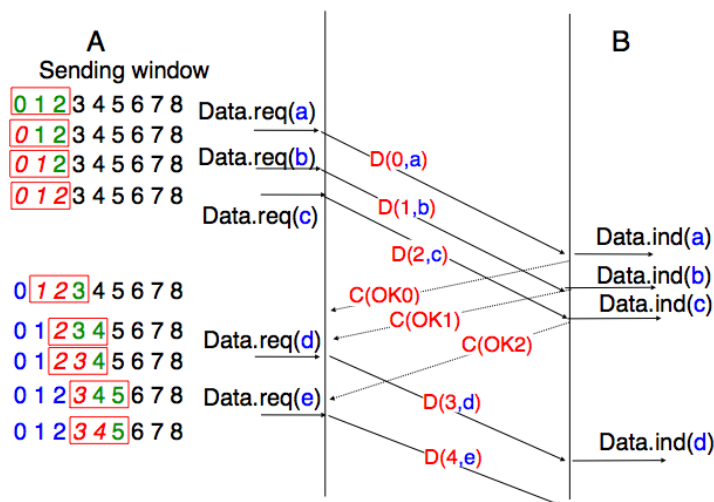 A
B
Sending window
0 1 2 3 4 5 6 7 8
Data.req(a)
0 1 2 3 4 5 6 7 8
Data.req(b)
D(0,a)
0 1 2 3 4 5 6 7 8
0 1 2 3 4 5 6 7 8
Data.req(c)
D(1,b)
Data.ind(a)
D(2,c)
Data.ind(b)
0 1 2 3 4 5 6 7 8
C(OK0)
Data.ind(c)
C(OK1)
0 1 2 3 4 5 6 7 8
Data.req(d)
C(OK2)
0 1 2 3 4 5 6 7 8
0 1 2 3 4 5 6 7 8
Data.req(e)
D(3,d)
0 1 2 3 4 5 6 7 8
Data.ind(d)
D(4,e)